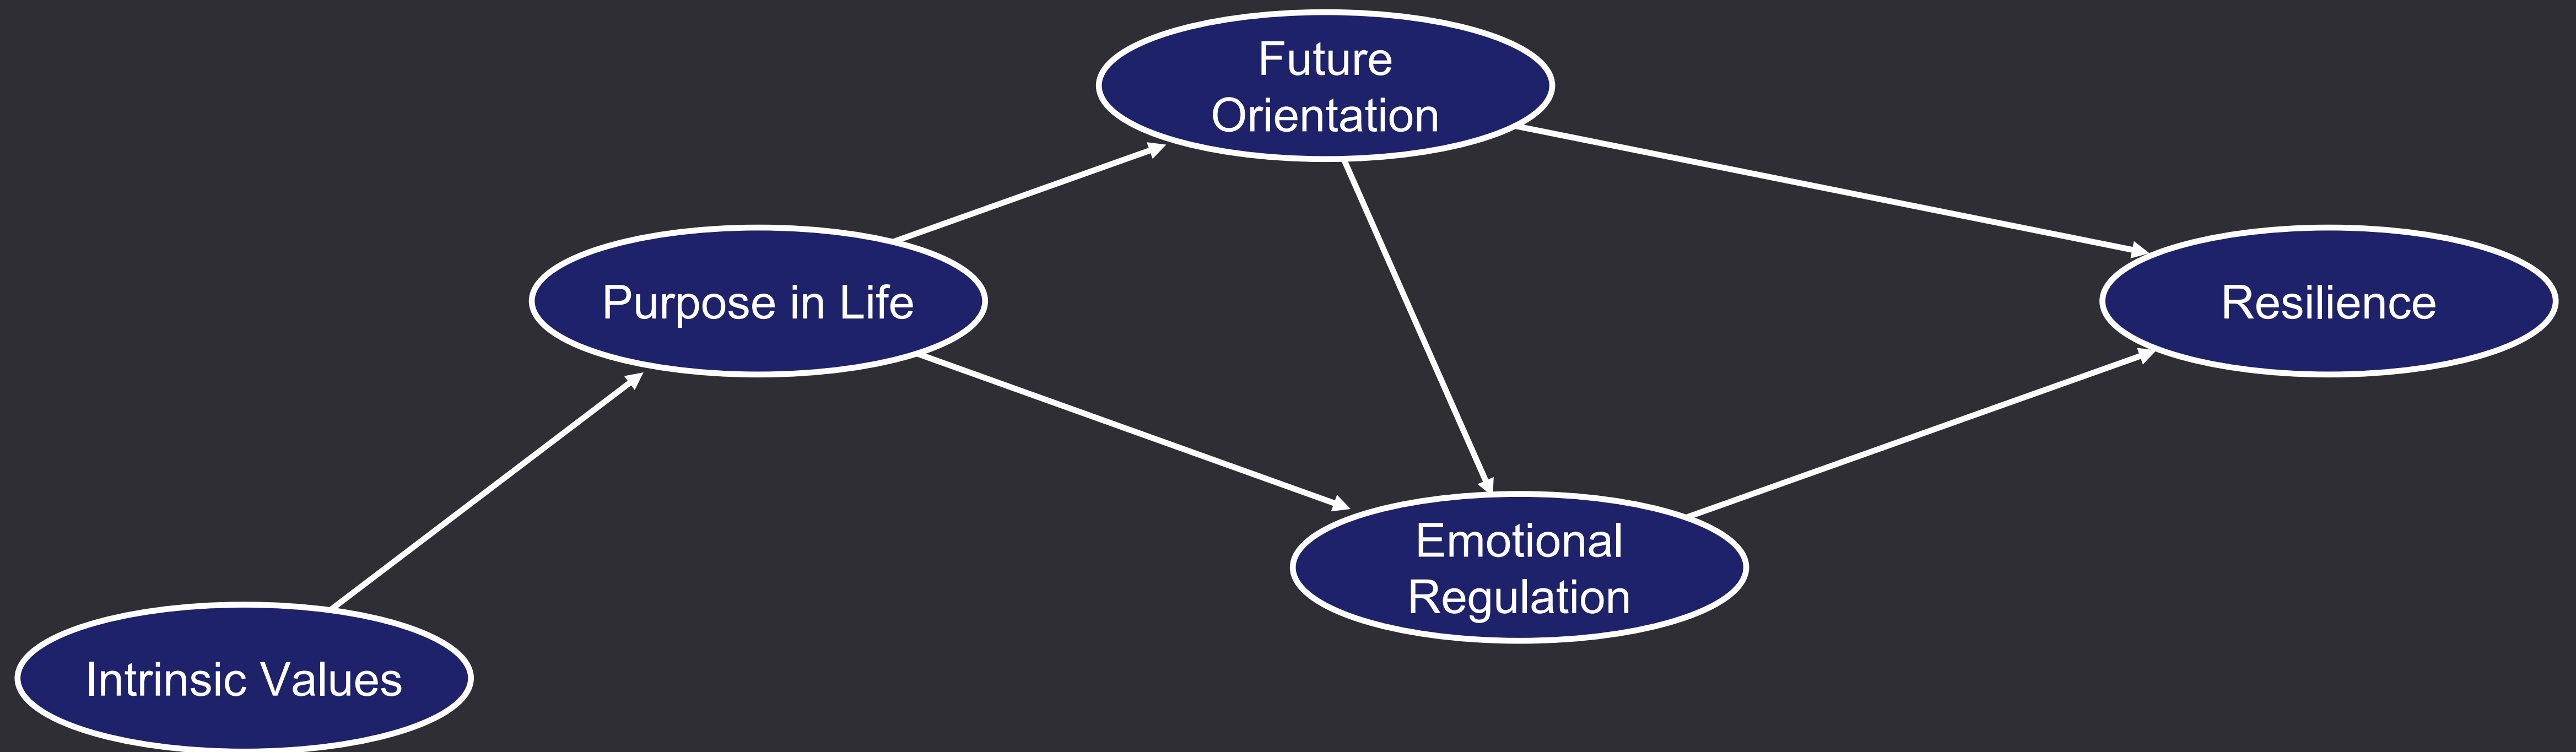 Future
Orientation
Purpose in Life
Resilience
Emotional
Regulation
Intrinsic Values